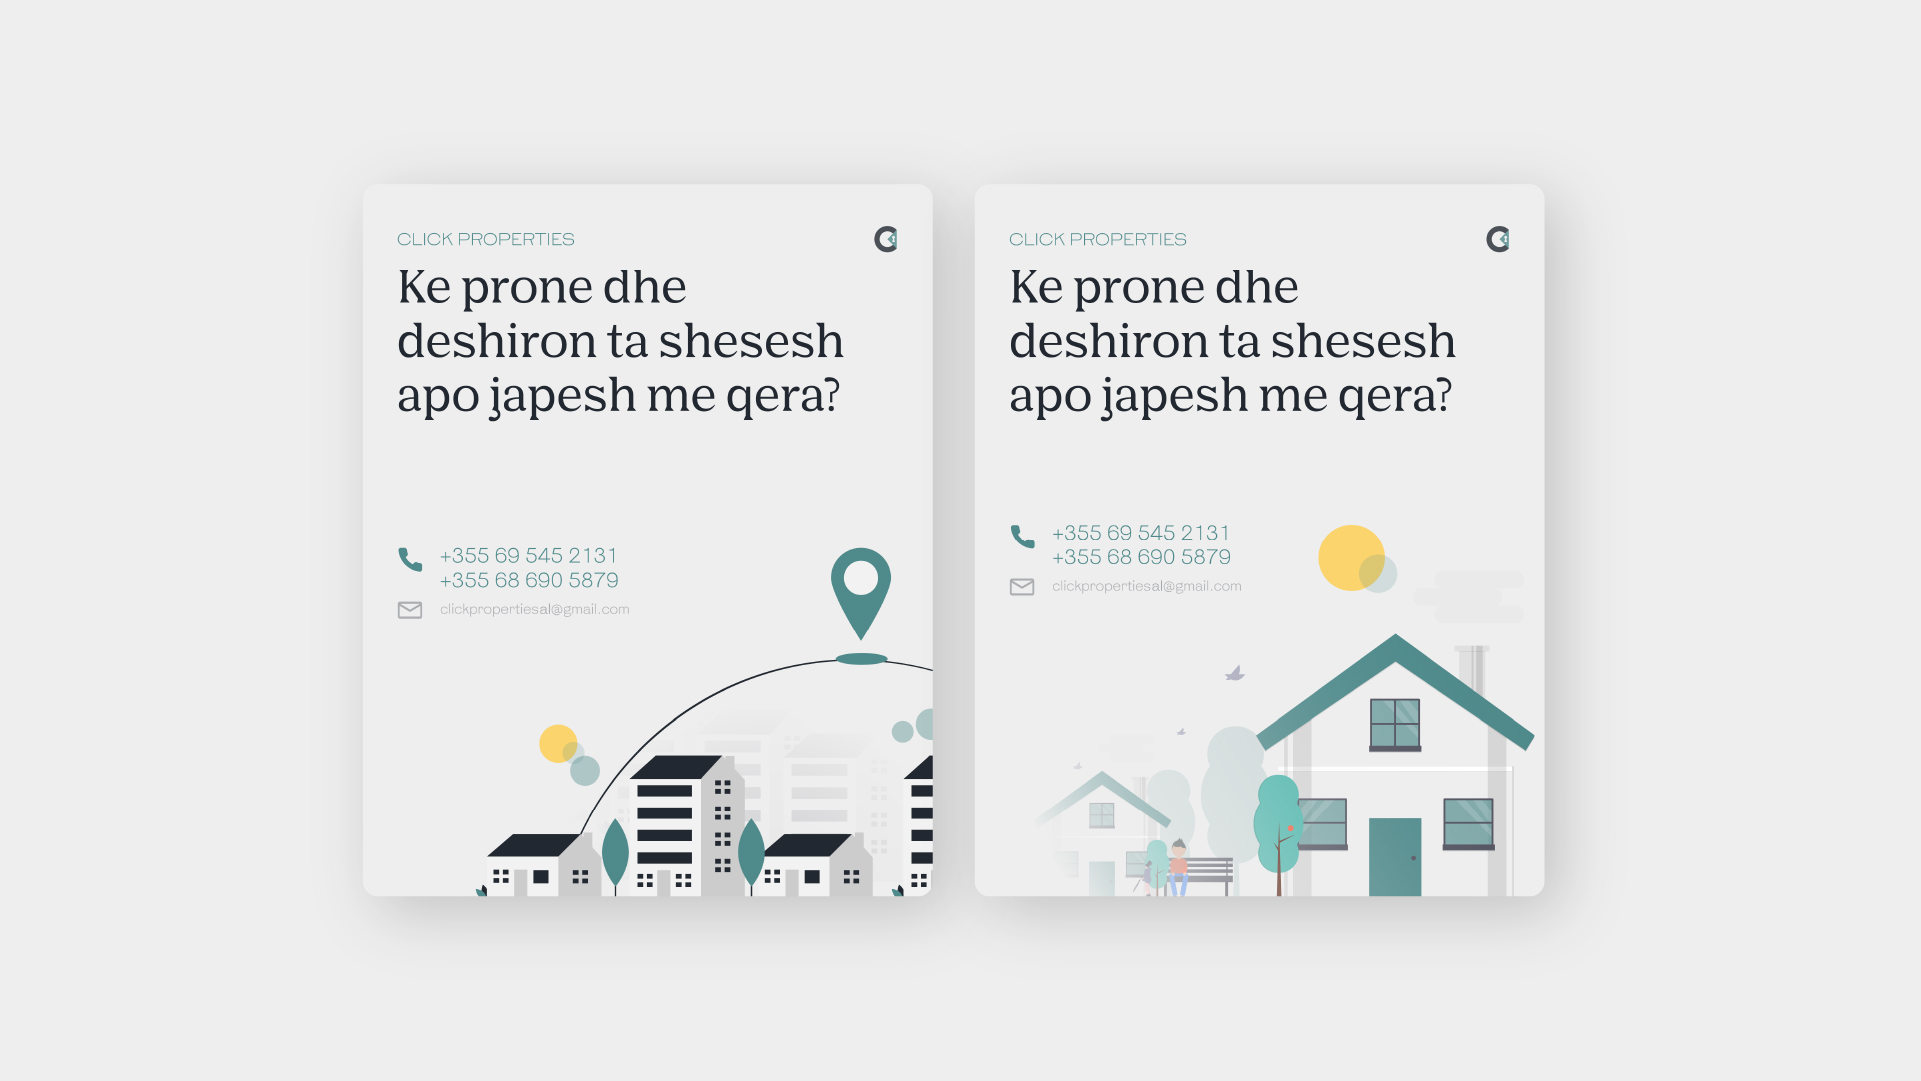 CLICK PROPERTIES
Ke prone dhe
deshiron ta shesesh
apo japesh me qera?
+355 69 545 2131
+355 68 690 5879
clickpropertiesal@gmail.com
CLICK PROPERTIES
Ke prone dhe
deshiron ta shesesh
apo japesh me qera?
+355 69 545 2131
+355 68 690 5879
clickpropertiesal@gmail.com